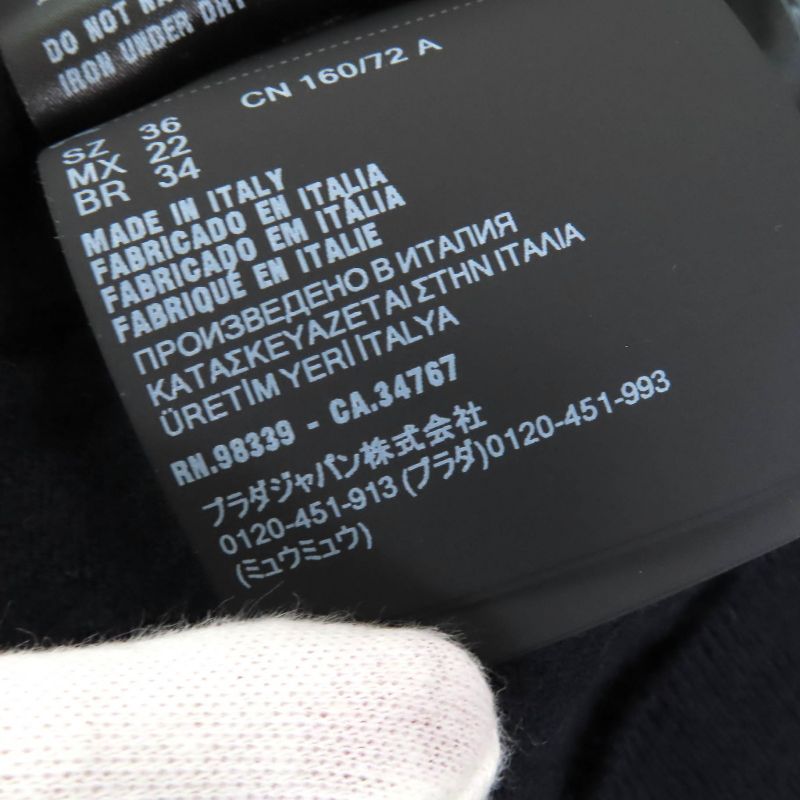 DO NOT
IRON UNDER DRY
CN 160/72 A
SZ 36
MX 22
BR 34
MADE IN ITALY
FABRICADO EN ITALIA
FABRICADO EM ITÁLIA
FABRIQUÉ EN ITALIE
ПРОИЗВЕДЕНО В ИТАЛИЯ
ΚΑΤΑΣΚΕΥΑΖΕΤΑΙ ΣΤΗΝ ΙΤΑΛΙΑ
ÜRETİM YERİ İTALYA
RN.98339 - CA.34767
プラダジャパン株式会社
0120-451-913 (プラダ) 0120-451-993
(ミュウミュウ)